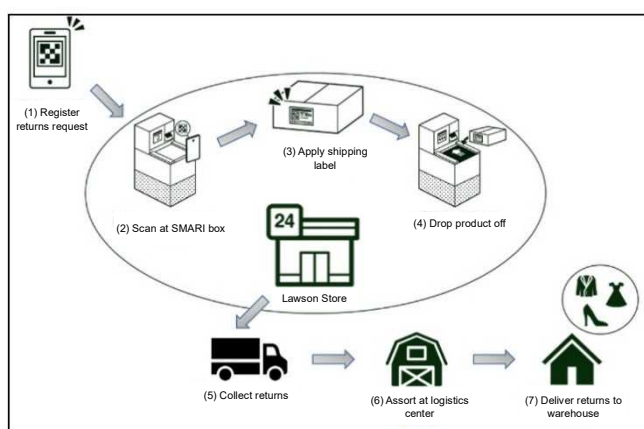 (1) Register
returns request
(2) Scan at SMARI box
(3) Apply shipping
label
(4) Drop product off
24
Lawson Store
(5) Collect returns
(6) Assort at logistics
center
(7) Deliver returns to
warehouse